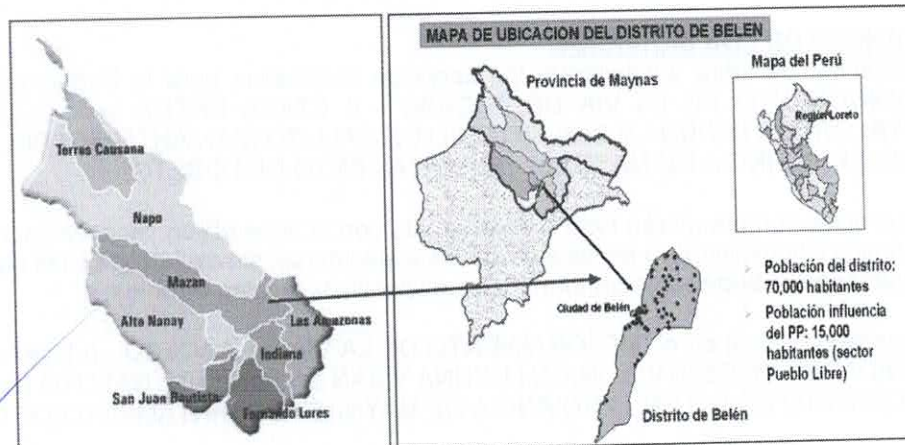 Torres Causana
Napo
Mazan
Alto Nanay
Las Amazonas
Indiana
San Juan Bautista
Fernando Lores
MAPA DE UBICACION DEL DISTRITO DE BELEN
Provincia de Maynas
Mapa del Perú
Region Loreto
Ciudad de Belén
Distrito de Belén
Población del distrito:
70,000 habitantes
Población influencia
del PP: 15,000
habitantes (sector
Pueblo Libre)